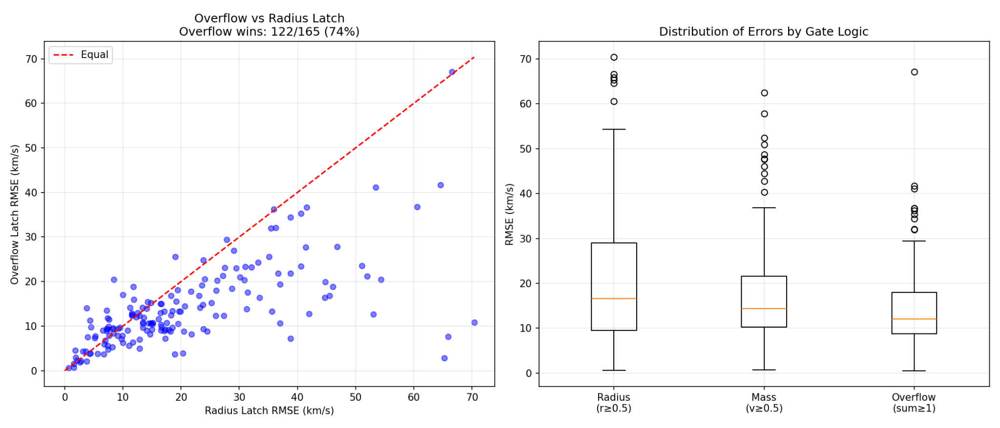 Overflow vs Radius Latch
Overflow wins: 122/165 (74%)
Equal
70
60
50
40
30
20
10
0
Overflow Latch RMSE (km/s)
0 10 20 30 40 50 60 70
Radius Latch RMSE (km/s)
Distribution of Errors by Gate Logic
70
60
50
40
30
20
10
0
RMSE (km/s)
Radius Mass Overflow
(r≥0.5) (v≥0.5) (sum≥1)